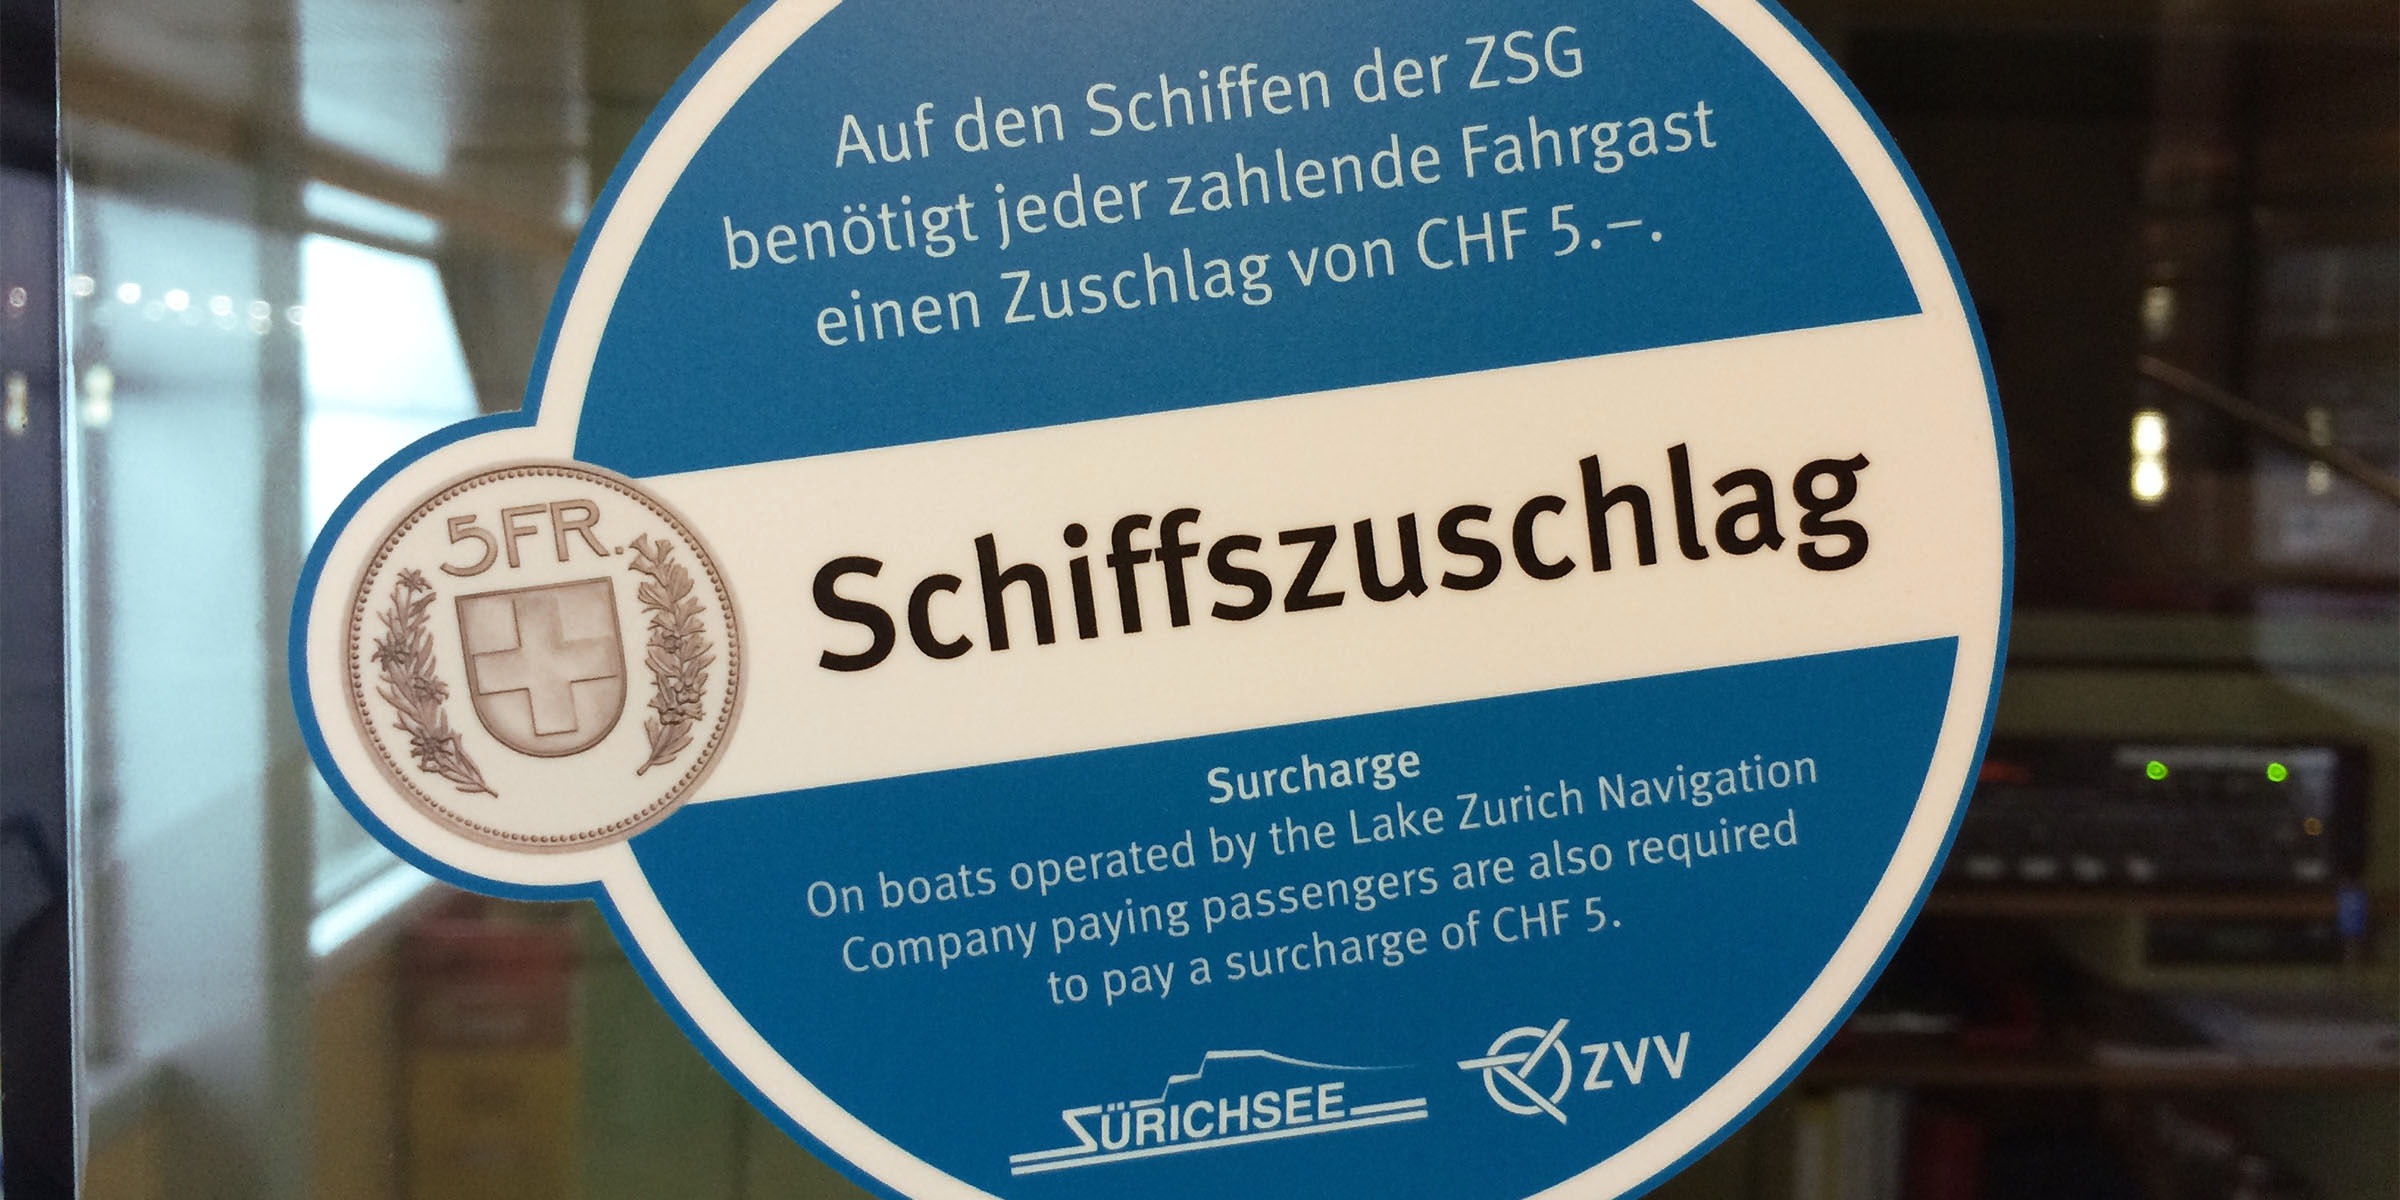 Auf den Schiffen der ZSG
benötigt jeder zahlende Fahrgast
einen Zuschlag von CHF 5.–.
5FR.
Schiffszuschlag
Surcharge
On boats operated by the Lake Zurich Navigation
Company paying passengers are also required
to pay a surcharge of CHF 5.
ZÜRICHSEE
ZVV